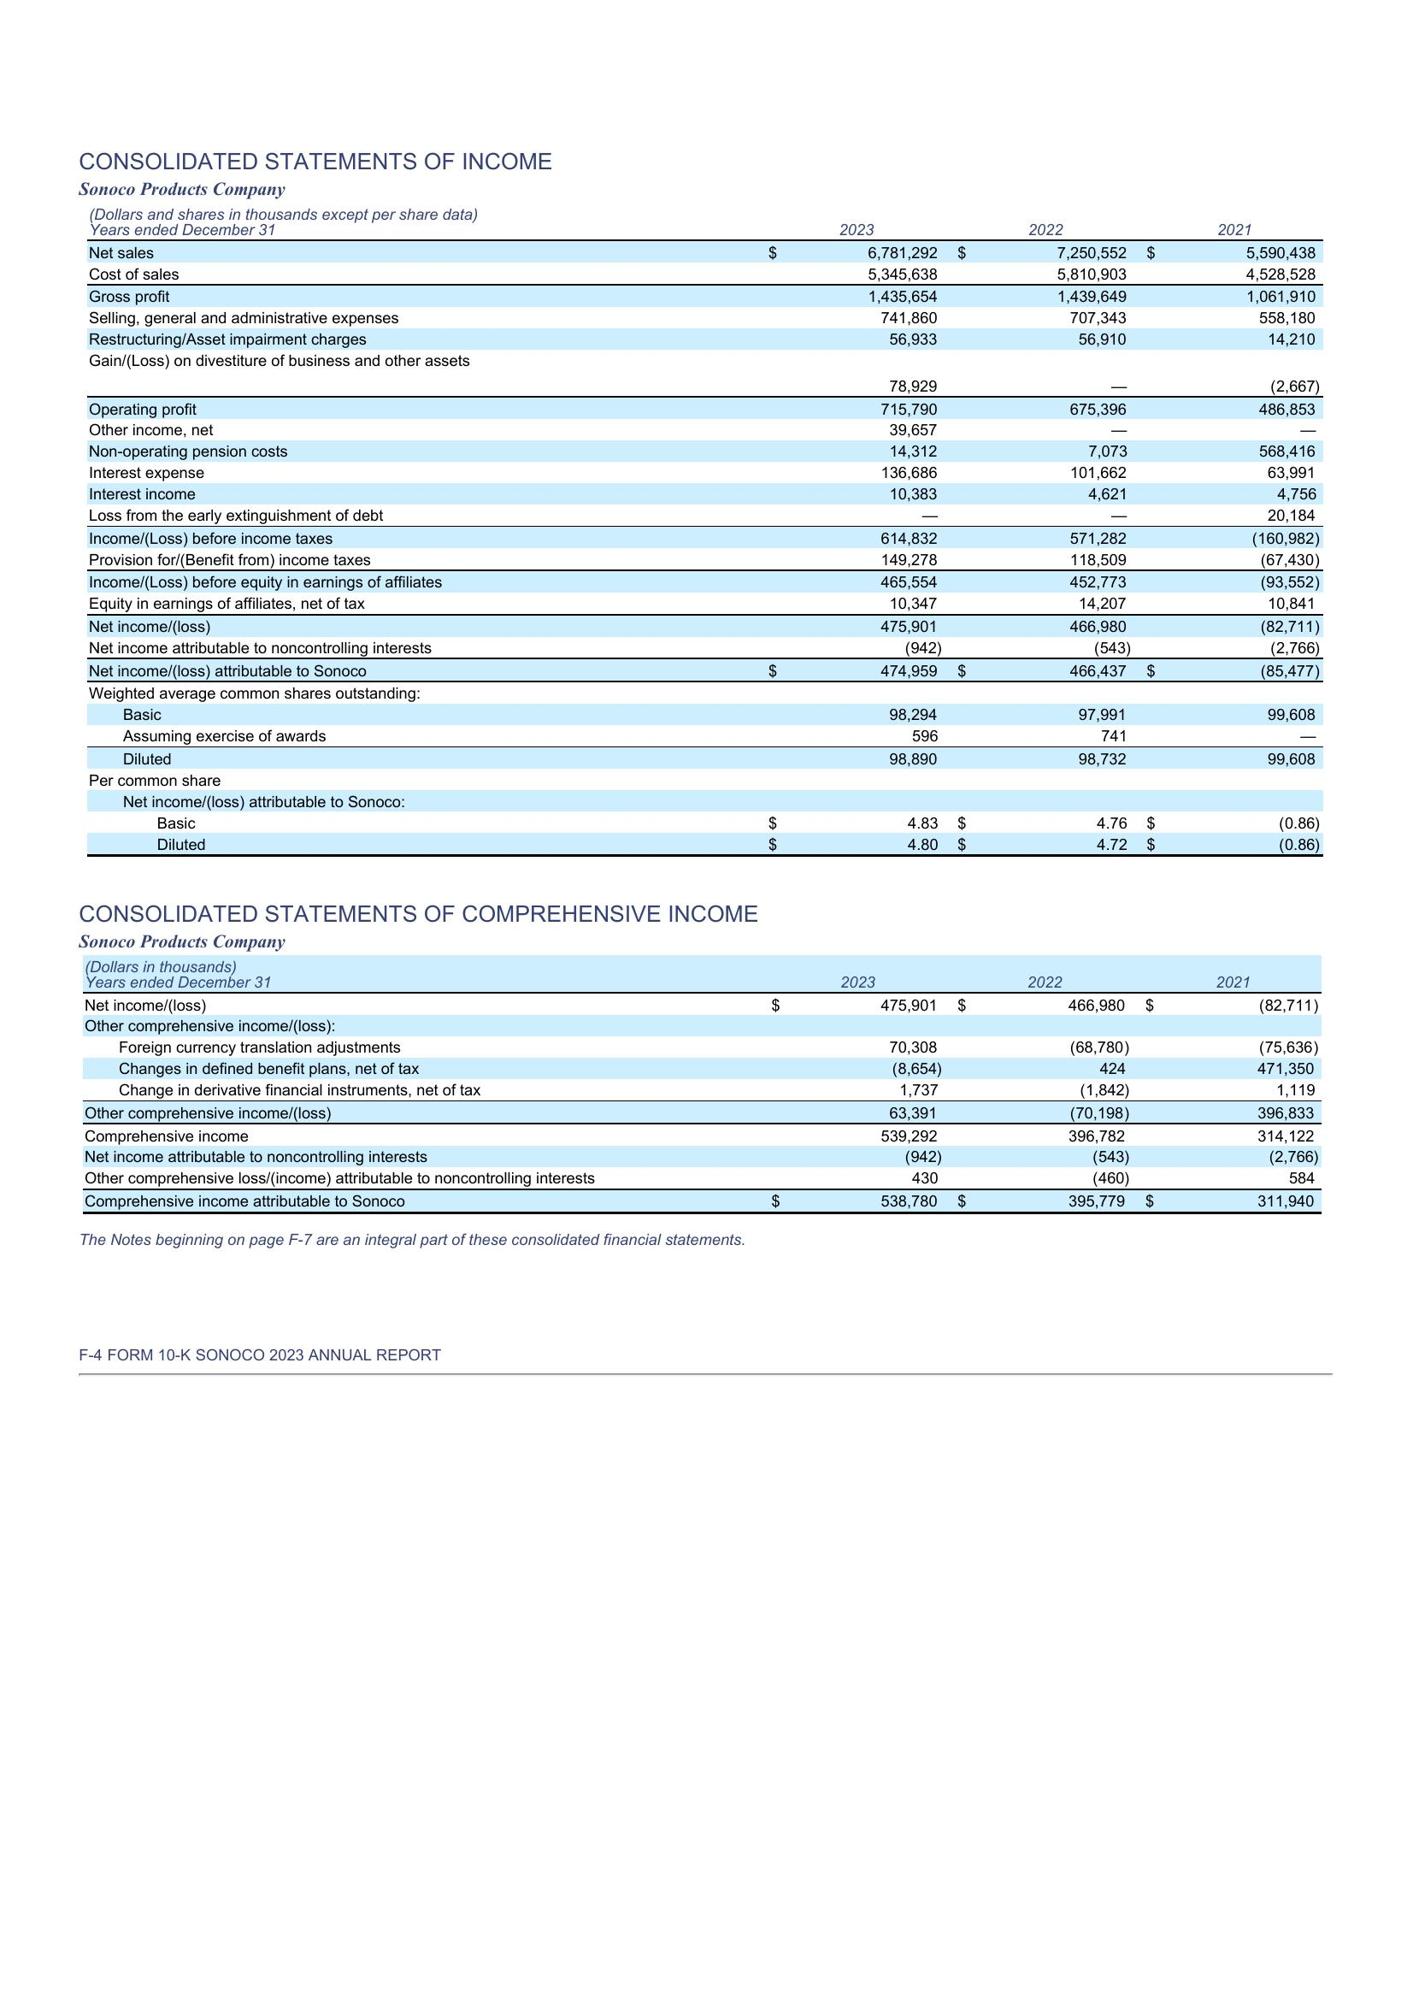 CONSOLIDATED STATEMENTS OF INCOME
Sonoco Products Company
(Dollars and shares in thousands except per share data)
Years ended December 31 2023 2022 2021
Net sales $ 6,781,292 $ 7,250,552 $ 5,590,438
Cost of sales 5,345,638 5,810,903 4,528,528
Gross profit 1,435,654 1,439,649 1,061,910
Selling, general and administrative expenses 741,860 707,343 558,180
Restructuring/Asset impairment charges 56,933 56,910 14,210
Gain/(Loss) on divestiture of business and other assets
78,929 — (2,667)
Operating profit 715,790 675,396 486,853
Other income, net 39,657 — —
Non-operating pension costs 14,312 7,073 568,416
Interest expense 136,686 101,662 63,991
Interest income 10,383 4,621 4,756
Loss from the early extinguishment of debt — — 20,184
Income/(Loss) before income taxes 614,832 571,282 (160,982)
Provision for/(Benefit from) income taxes 149,278 118,509 (67,430)
Income/(Loss) before equity in earnings of affiliates 465,554 452,773 (93,552)
Equity in earnings of affiliates, net of tax 10,347 14,207 10,841
Net income/(loss) 475,901 466,980 (82,711)
Net income attributable to noncontrolling interests (942) (543) (2,766)
Net income/(loss) attributable to Sonoco $ 474,959 $ 466,437 $ (85,477)
Weighted average common shares outstanding:
Basic 98,294 97,991 99,608
Assuming exercise of awards 596 741 —
Diluted 98,890 98,732 99,608
Per common share
Net income/(loss) attributable to Sonoco:
Basic $ 4.83 $ 4.76 $ (0.86)
Diluted $ 4.80 $ 4.72 $ (0.86)
CONSOLIDATED STATEMENTS OF COMPREHENSIVE INCOME
Sonoco Products Company
(Dollars in thousands)
Years ended December 31 2023 2022 2021
Net income/(loss) $ 475,901 $ 466,980 $ (82,711)
Other comprehensive income/(loss):
Foreign currency translation adjustments 70,308 (68,780) (75,636)
Changes in defined benefit plans, net of tax (8,654) 424 471,350
Change in derivative financial instruments, net of tax 1,737 (1,842) 1,119
Other comprehensive income/(loss) 63,391 (70,198) 396,833
Comprehensive income 539,292 396,782 314,122
Net income attributable to noncontrolling interests (942) (543) (2,766)
Other comprehensive loss/(income) attributable to noncontrolling interests 430 (460) 584
Comprehensive income attributable to Sonoco $ 538,780 $ 395,779 $ 311,940
The Notes beginning on page F-7 are an integral part of these consolidated financial statements.
F-4 FORM 10-K SONOCO 2023 ANNUAL REPORT